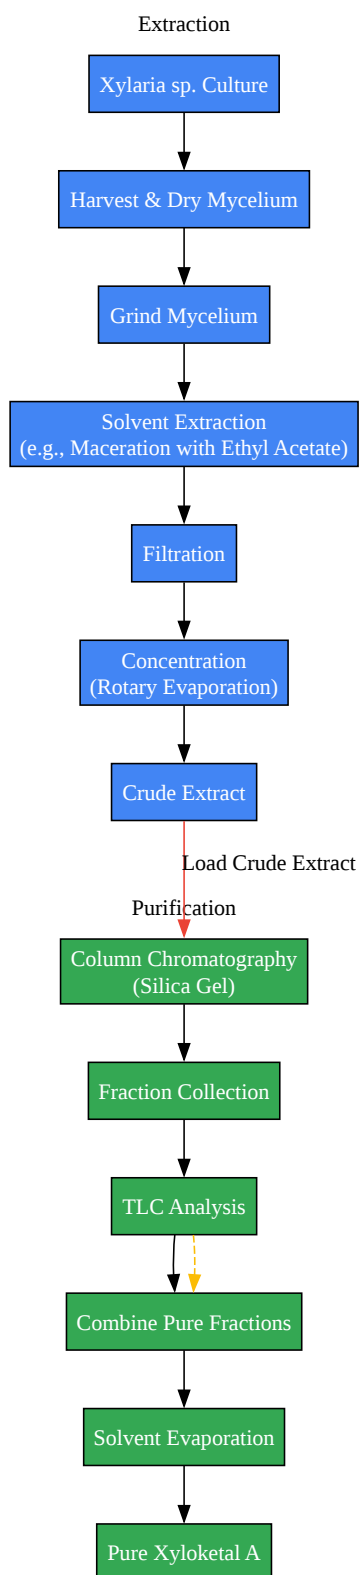 Extraction
Xylaria sp. Culture
Harvest & Dry Mycelium
Grind Mycelium
Solvent Extraction
(e.g., Maceration with Ethyl Acetate)
Filtration
Concentration
(Rotary Evaporation)
Crude Extract
Load Crude Extract
Purification
Column Chromatography
(Silica Gel)
Fraction Collection
TLC Analysis
Combine Pure Fractions
Solvent Evaporation
Pure Xyloketal A